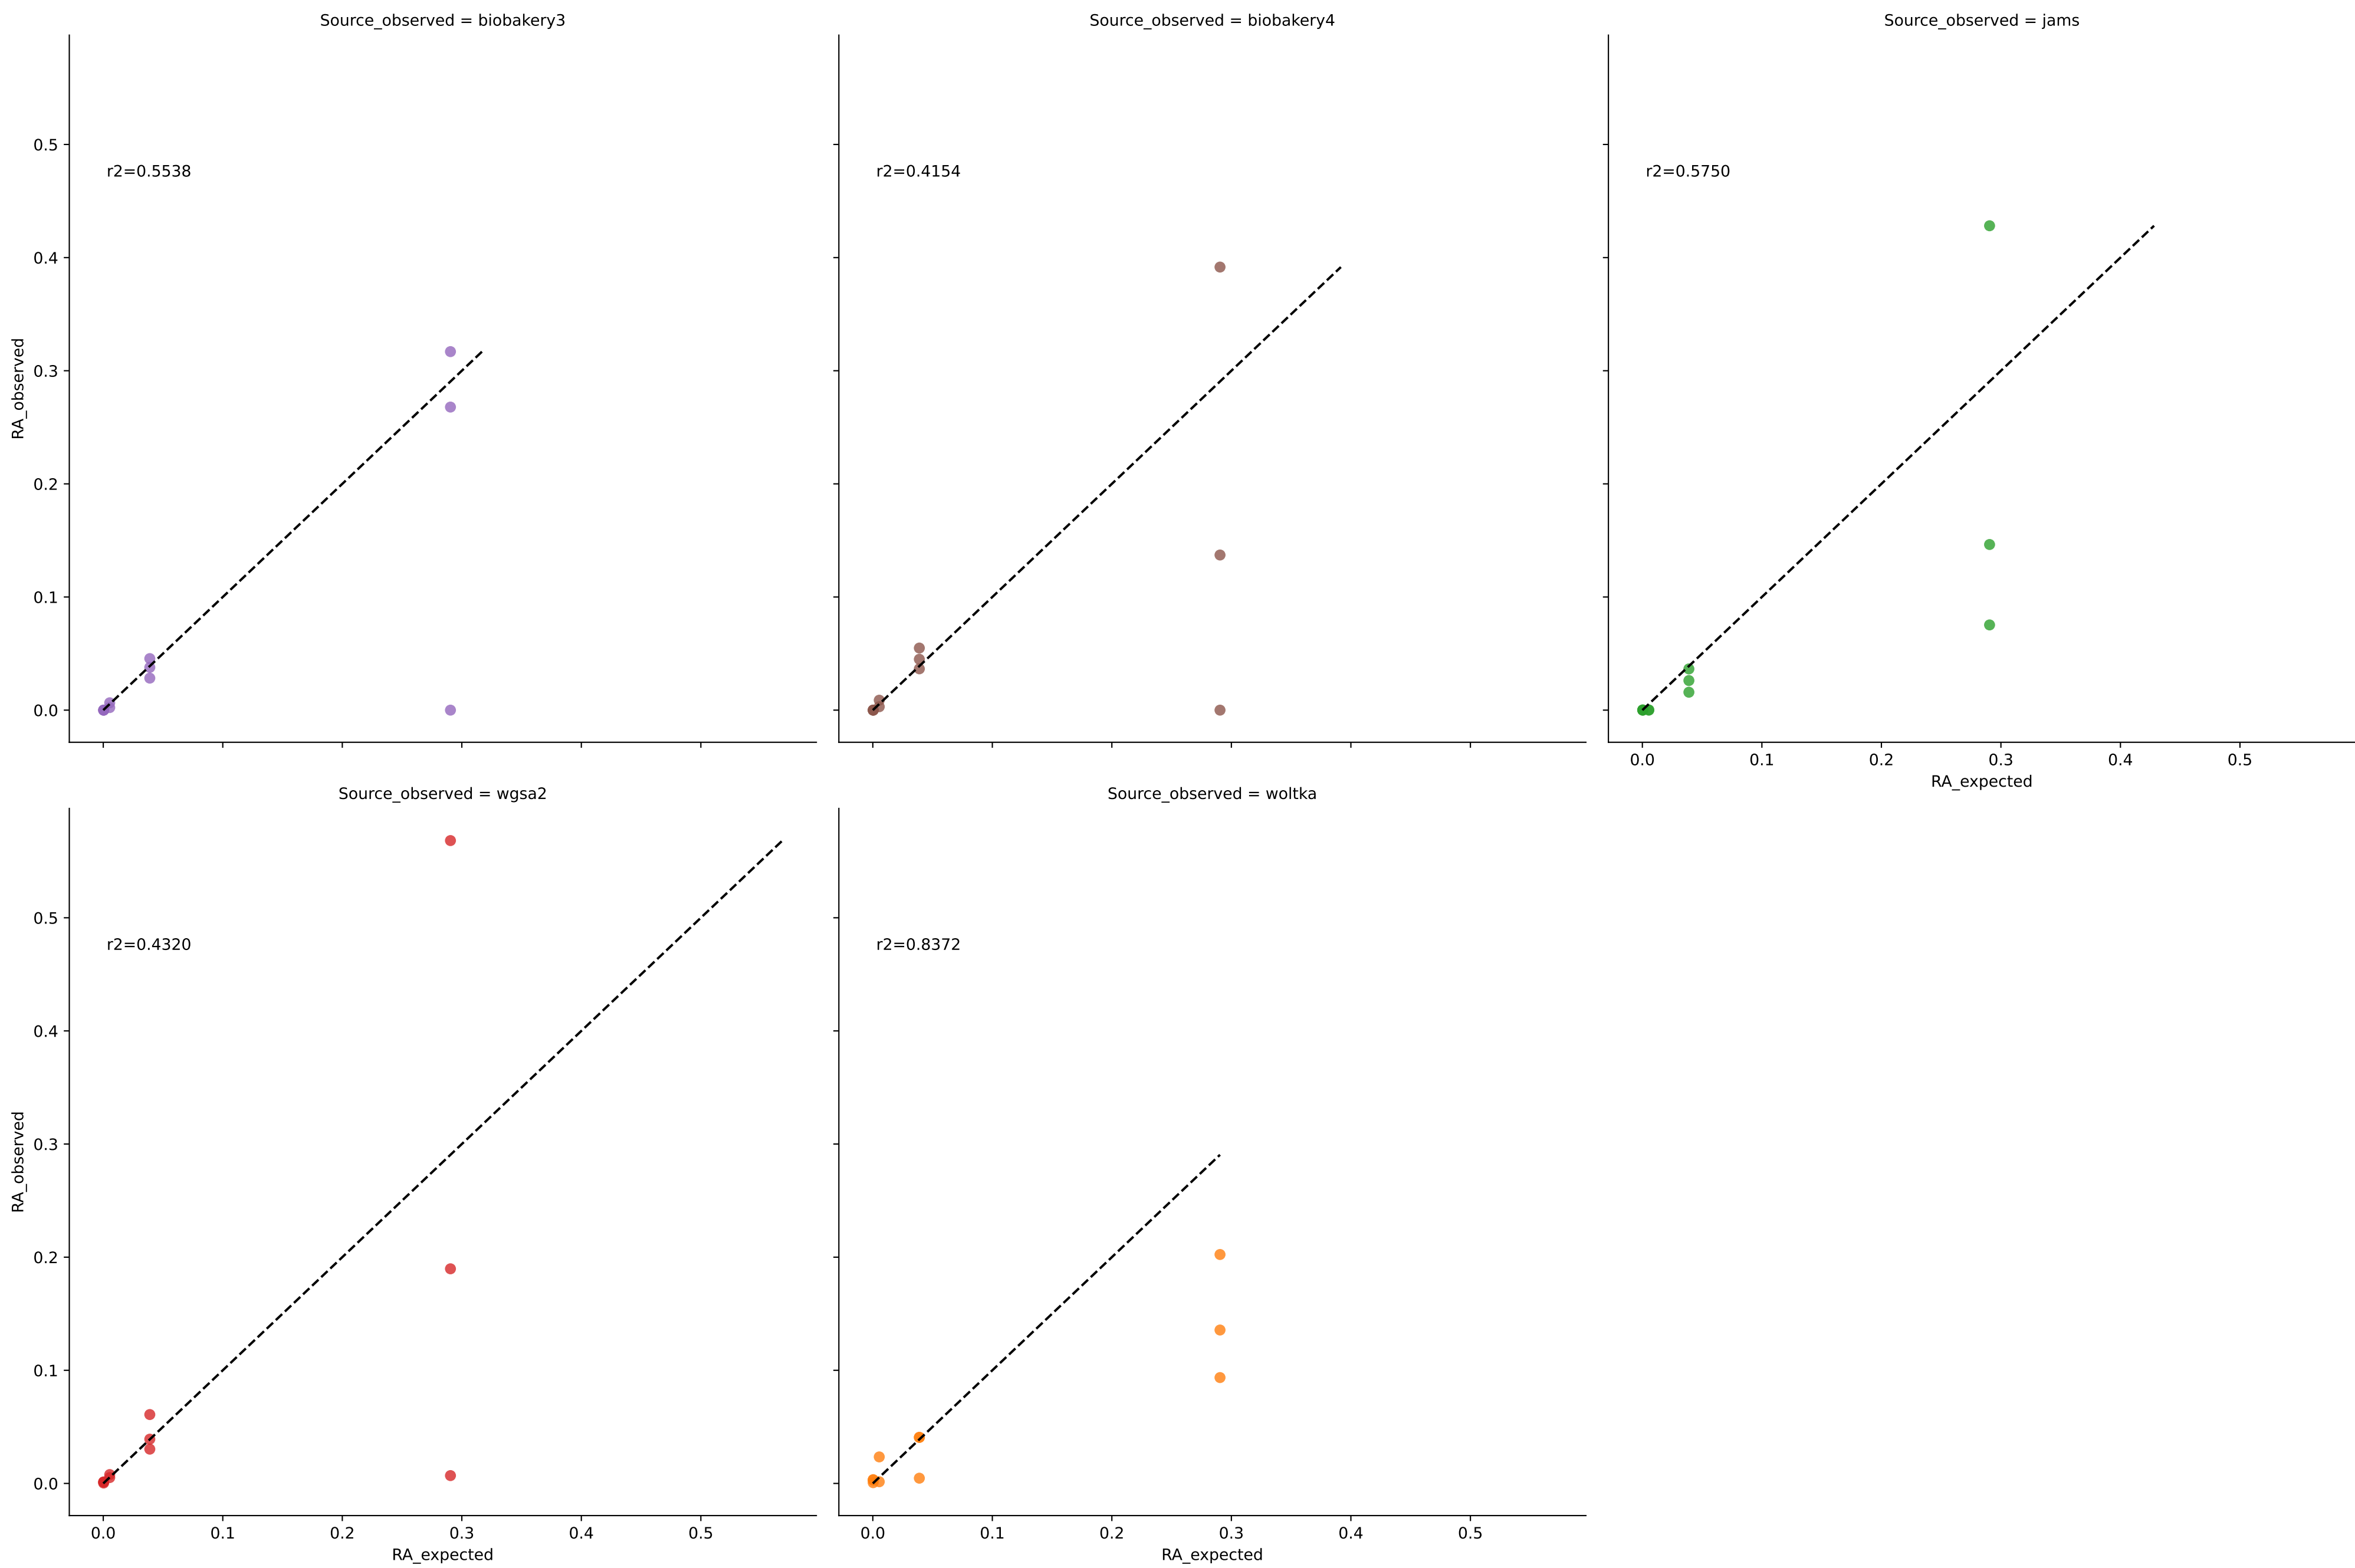 Source_observed = biobakery3
Source_observed = biobakery4
Source_observed = jams
0.5
0.4
0.3
0.2
0.1
0.0
RA_observed
r2=0.5538
r2=0.4154
r2=0.5750
0.0 0.1 0.2 0.3 0.4 0.5
RA_expected
Source_observed = wgsa2
Source_observed = woltka
0.5
0.4
0.3
0.2
0.1
0.0
RA_observed
r2=0.4320
r2=0.8372
0.0 0.1 0.2 0.3 0.4 0.5
RA_expected
0.0 0.1 0.2 0.3 0.4 0.5
RA_expected